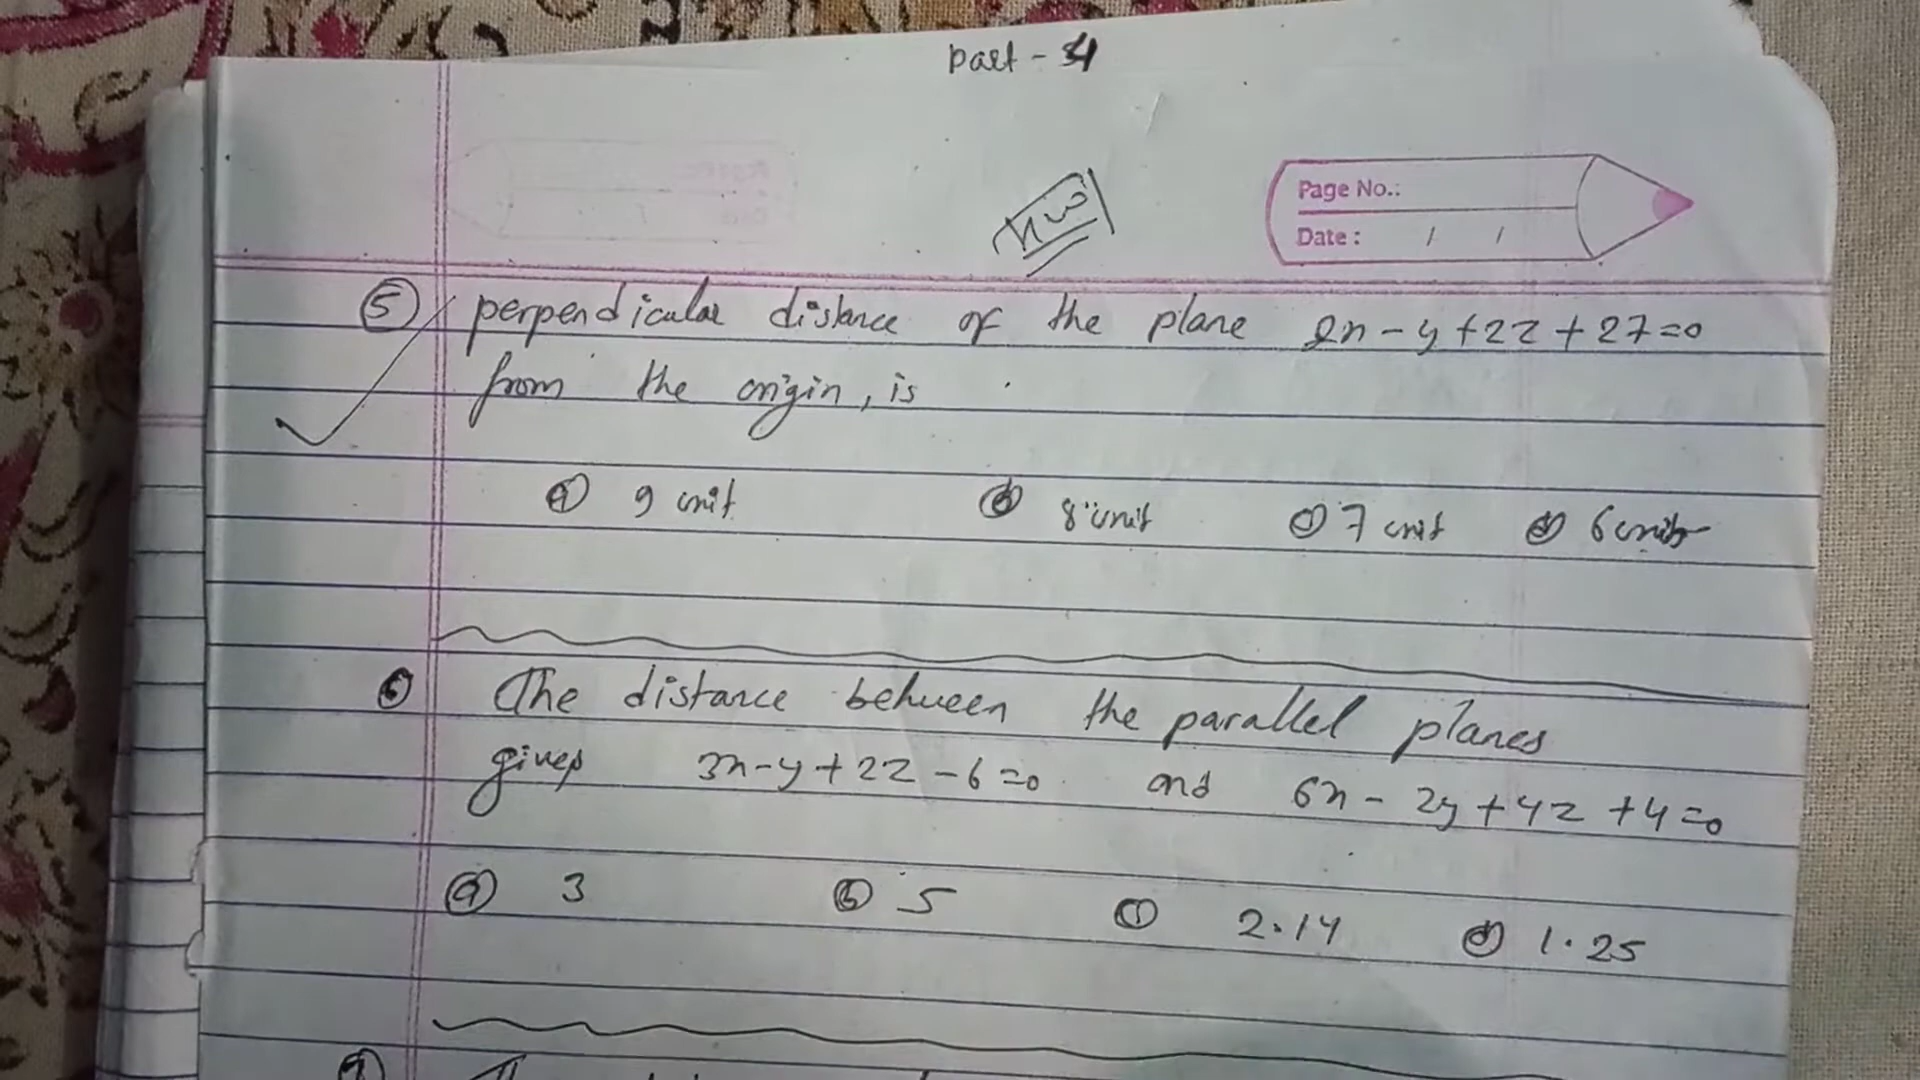 part - 4
HW
Page No.:
Date : / /
⑤ perpendicular distance of the plane 2x - y + 2z + 27 = 0
from the origin, is
ⓐ 9 unit ⓑ 8 unit ⓒ 7 unit ⓓ 6 units
⑥ The distance between the parallel planes
gives 3x - y + 2z - 6 = 0 and 6x - 2y + 4z + 4 = 0
ⓐ 3 ⓑ 5 ⓒ 2.14 ⓓ 1.25